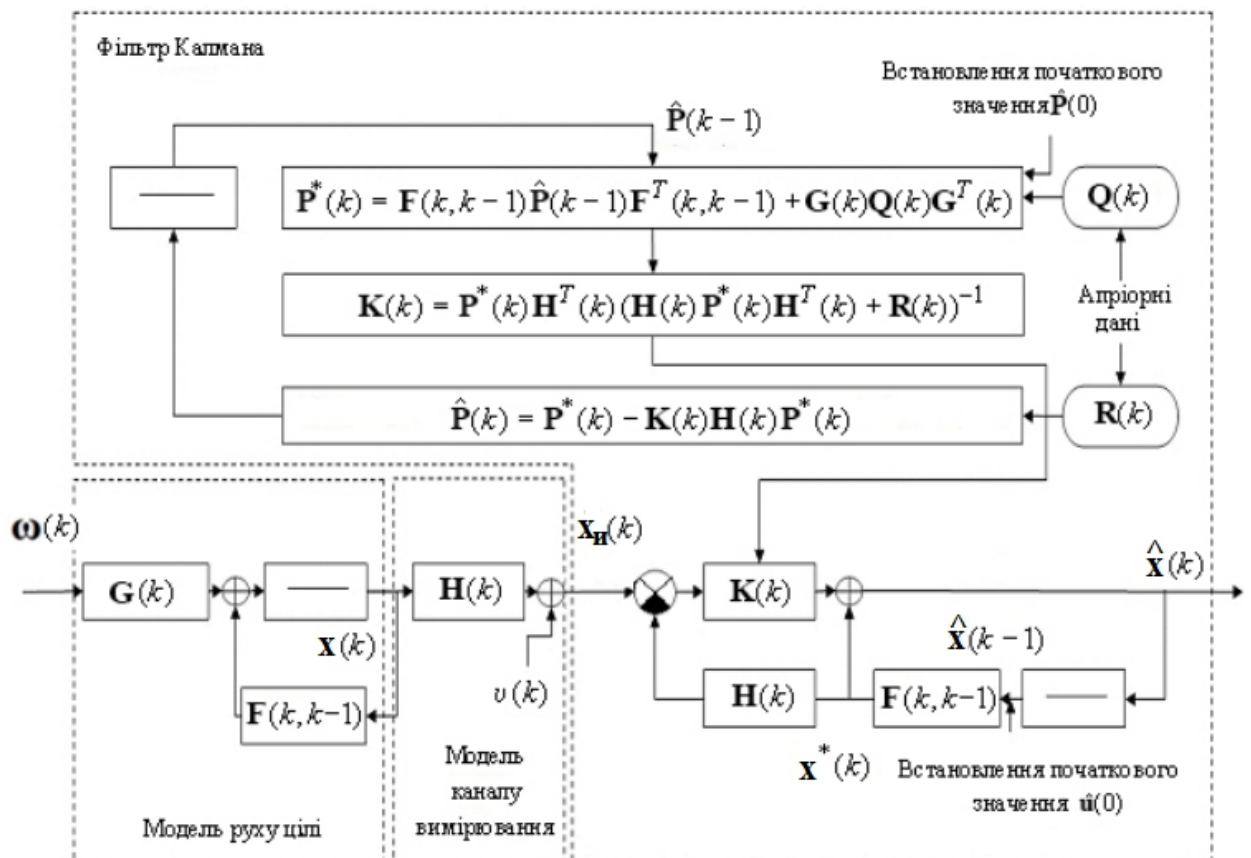 Фільтр Калмана
Встановлення початкового
значення P̂(0)
P̂(k − 1)
P*(k) = F(k, k − 1)P̂(k − 1)F^T(k, k − 1) + G(k)Q(k)G^T(k)
Q(k)
K(k) = P*(k)H^T(k)(H(k)P*(k)H^T(k) + R(k))^−1
Апріорні
дані
P̂(k) = P*(k) − K(k)H(k)P*(k)
R(k)
ω(k)
x_и(k)
x̂(k)
G(k)
H(k)
K(k)
x(k)
x̂(k − 1)
υ(k)
F(k, k−1)
H(k)
F(k, k−1)
x*(k)
Модель
каналу
вимірювання
Встановлення початкового
значення û(0)
Модель руху цілі